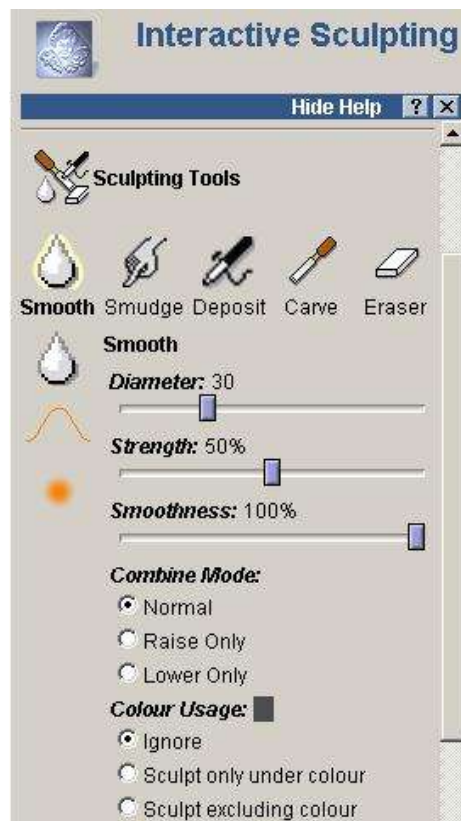 Interactive Sculpting
Hide Help ? ×
Sculpting Tools
Smooth Smudge Deposit Carve Eraser
Smooth
Diameter: 30
Strength: 50%
Smoothness: 100%
Combine Mode:
Normal
Raise Only
Lower Only
Colour Usage:
Ignore
Sculpt only under colour
Sculpt excluding colour